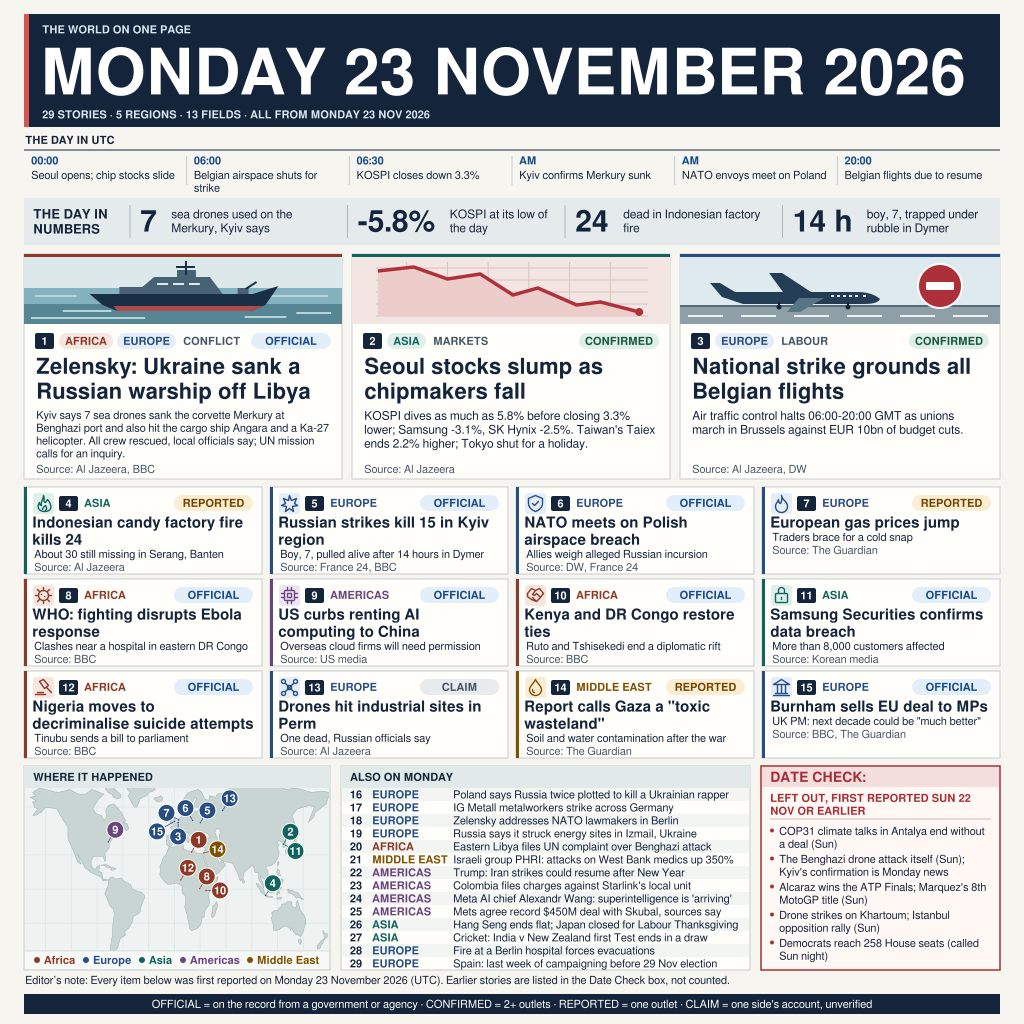 THE WORLD ON ONE PAGE
MONDAY 23 NOVEMBER 2026
29 STORIES · 5 REGIONS · 13 FIELDS · ALL FROM MONDAY 23 NOV 2026
THE DAY IN UTC
00:00
Seoul opens; chip stocks slide
06:00
Belgian airspace shuts for
strike
06:30
KOSPI closes down 3.3%
AM
Kyiv confirms Merkury sunk
AM
NATO envoys meet on Poland
20:00
Belgian flights due to resume
THE DAY IN
NUMBERS
7
sea drones used on the
Merkury, Kyiv says
-5.8%
KOSPI at its low of
the day
24
dead in Indonesian factory
fire
14 h
boy, 7, trapped under
rubble in Dymer
1 AFRICA EUROPE CONFLICT OFFICIAL
Zelensky: Ukraine sank a
Russian warship off Libya
Kyiv says 7 sea drones sank the corvette Merkury at
Benghazi port and also hit the cargo ship Angara and a Ka-27
helicopter. All crew rescued, local officials say; UN mission
calls for an inquiry.
Source: Al Jazeera, BBC
2 ASIA MARKETS CONFIRMED
Seoul stocks slump as
chipmakers fall
KOSPI dives as much as 5.8% before closing 3.3%
lower; Samsung -3.1%, SK Hynix -2.5%. Taiwan's Taiex
ends 2.2% higher; Tokyo shut for a holiday.
Source: Al Jazeera
3 EUROPE LABOUR CONFIRMED
National strike grounds all
Belgian flights
Air traffic control halts 06:00-20:00 GMT as unions
march in Brussels against EUR 10bn of budget cuts.
Source: Al Jazeera, DW
4 ASIA REPORTED
Indonesian candy factory fire
kills 24
About 30 still missing in Serang, Banten
Source: Al Jazeera
5 EUROPE OFFICIAL
Russian strikes kill 15 in Kyiv
region
Boy, 7, pulled alive after 14 hours in Dymer
Source: France 24, BBC
6 EUROPE OFFICIAL
NATO meets on Polish
airspace breach
Allies weigh alleged Russian incursion
Source: DW, France 24
7 EUROPE REPORTED
European gas prices jump
Traders brace for a cold snap
Source: The Guardian
8 AFRICA OFFICIAL
WHO: fighting disrupts Ebola
response
Clashes near a hospital in eastern DR Congo
Source: BBC
9 AMERICAS OFFICIAL
US curbs renting AI
computing to China
Overseas cloud firms will need permission
Source: US media
10 AFRICA OFFICIAL
Kenya and DR Congo restore
ties
Ruto and Tshisekedi end a diplomatic rift
Source: BBC
11 ASIA OFFICIAL
Samsung Securities confirms
data breach
More than 8,000 customers affected
Source: Korean media
12 AFRICA OFFICIAL
Nigeria moves to
decriminalise suicide attempts
Tinubu sends a bill to parliament
Source: BBC
13 EUROPE CLAIM
Drones hit industrial sites in
Perm
One dead, Russian officials say
Source: Al Jazeera
14 MIDDLE EAST REPORTED
Report calls Gaza a "toxic
wasteland"
Soil and water contamination after the war
Source: The Guardian
15 EUROPE OFFICIAL
Burnham sells EU deal to MPs
UK PM: next decade could be "much better"
Source: BBC, The Guardian
WHERE IT HAPPENED
13
7
6
5
9
15
3
1
14
2
11
12
8
10
4
Africa Europe Asia Americas Middle East
ALSO ON MONDAY
16 EUROPE Poland says Russia twice plotted to kill a Ukrainian rapper
17 EUROPE IG Metall metalworkers strike across Germany
18 EUROPE Zelensky addresses NATO lawmakers in Berlin
19 EUROPE Russia says it struck energy sites in Izmail, Ukraine
20 AFRICA Eastern Libya files UN complaint over Benghazi attack
21 MIDDLE EAST Israeli group PHRI: attacks on West Bank medics up 350%
22 AMERICAS Trump: Iran strikes could resume after New Year
23 AMERICAS Colombia files charges against Starlink's local unit
24 AMERICAS Meta AI chief Alexandr Wang: superintelligence is 'arriving'
25 AMERICAS Mets agree record $450M deal with Skubal, sources say
26 ASIA Hang Seng ends flat; Japan closed for Labour Thanksgiving
27 ASIA Cricket: India v New Zealand first Test ends in a draw
28 EUROPE Fire at a Berlin hospital forces evacuations
29 EUROPE Spain: last week of campaigning before 29 Nov election
DATE CHECK:
LEFT OUT, FIRST REPORTED SUN 22
NOV OR EARLIER
• COP31 climate talks in Antalya end without
a deal (Sun)
• The Benghazi drone attack itself (Sun);
Kyiv's confirmation is Monday news
• Alcaraz wins the ATP Finals; Marquez's 8th
MotoGP title (Sun)
• Drone strikes on Khartoum; Istanbul
opposition rally (Sun)
• Democrats reach 258 House seats (called
Sun night)
Editor's note: Every item below was first reported on Monday 23 November 2026 (UTC). Earlier stories are listed in the Date Check box, not counted.
OFFICIAL = on the record from a government or agency · CONFIRMED = 2+ outlets · REPORTED = one outlet · CLAIM = one side's account, unverified